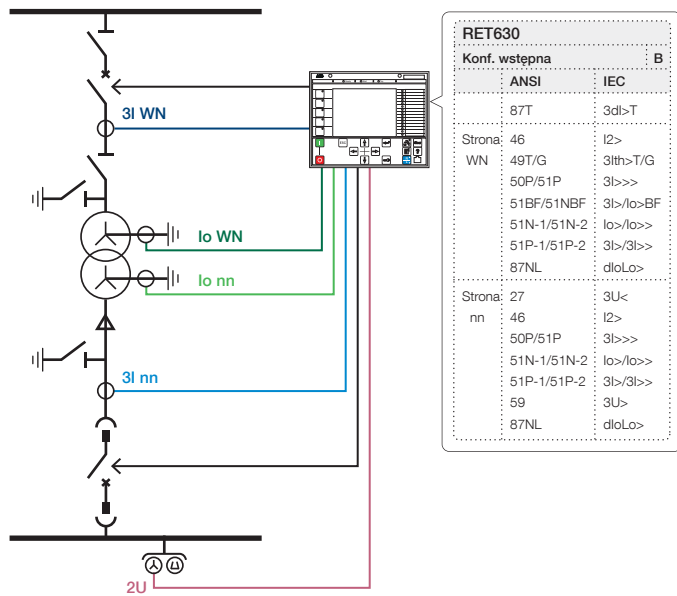 RET630
Konf. wstępna B
ANSI IEC
87T 3dI>T
Strona 46 I2>
WN 49T/G 3Ith>T/G
50P/51P 3I>>>
51BF/51NBF 3I>/Io>BF
51N-1/51N-2 Io>/Io>>
51P-1/51P-2 3I>/3I>>
87NL dIoLo>
Strona 27 3U<
nn 46 I2>
50P/51P 3I>>>
51N-1/51N-2 Io>/Io>>
51P-1/51P-2 3I>/3I>>
59 3U>
87NL dIoLo>
3I WN
Io WN
Io nn
3I nn
2U